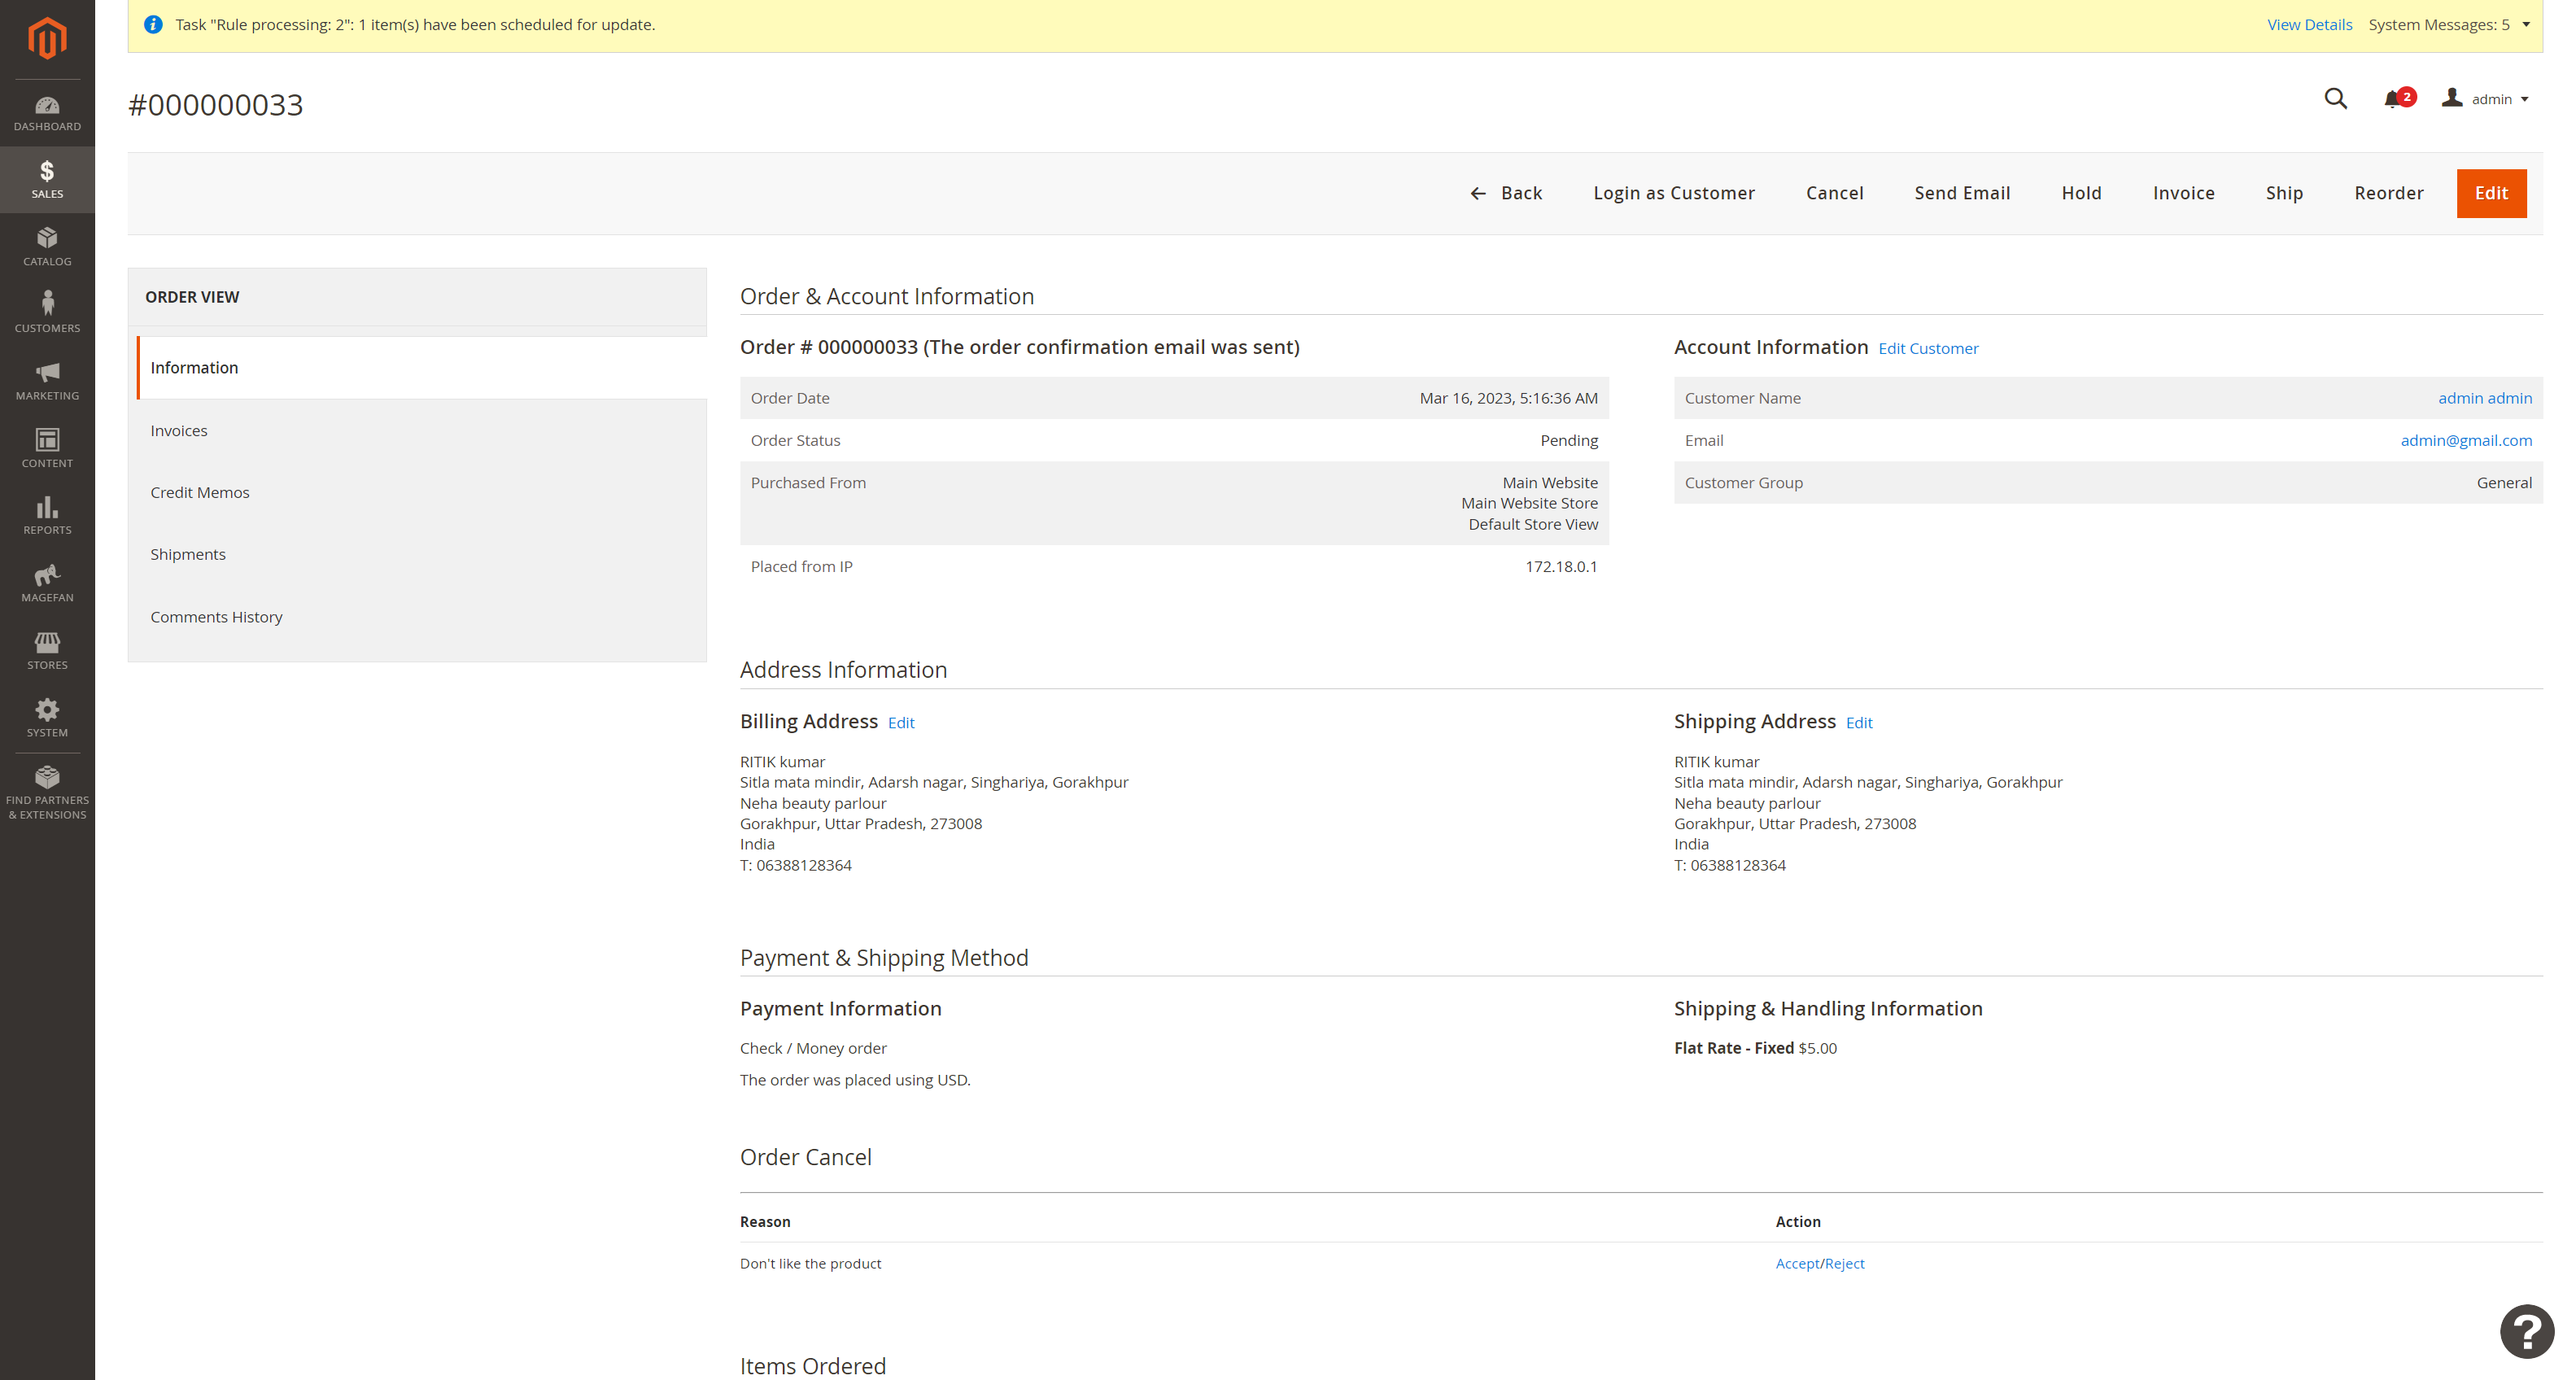 Task "Rule processing: 2": 1 item(s) have been scheduled for update.
View Details
System Messages: 5
#000000033
2
admin
Back
Login as Customer
Cancel
Send Email
Hold
Invoice
Ship
Reorder
Edit
DASHBOARD
SALES
CATALOG
CUSTOMERS
MARKETING
CONTENT
REPORTS
MAGEFAN
STORES
SYSTEM
FIND PARTNERS
& EXTENSIONS
ORDER VIEW
Information
Invoices
Credit Memos
Shipments
Comments History
Order & Account Information
Order # 000000033 (The order confirmation email was sent)
Order Date Mar 16, 2023, 5:16:36 AM
Order Status Pending
Purchased From Main Website
Main Website Store
Default Store View
Placed from IP 172.18.0.1
Account Information Edit Customer
Customer Name admin admin
Email admin@gmail.com
Customer Group General
Address Information
Billing Address Edit
RITIK kumar
Sitla mata mindir, Adarsh nagar, Singhariya, Gorakhpur
Neha beauty parlour
Gorakhpur, Uttar Pradesh, 273008
India
T: 06388128364
Shipping Address Edit
RITIK kumar
Sitla mata mindir, Adarsh nagar, Singhariya, Gorakhpur
Neha beauty parlour
Gorakhpur, Uttar Pradesh, 273008
India
T: 06388128364
Payment & Shipping Method
Payment Information
Check / Money order
The order was placed using USD.
Shipping & Handling Information
Flat Rate - Fixed $5.00
Order Cancel
Reason Action
Don't like the product Accept/Reject
Items Ordered
?